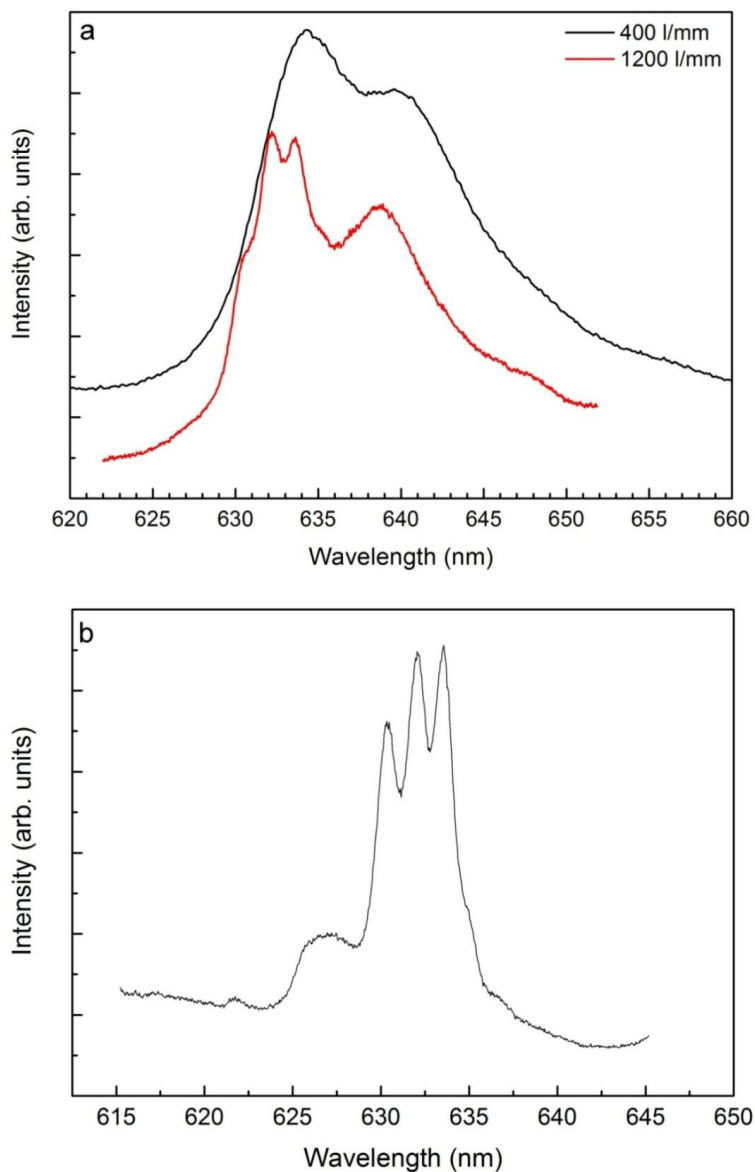 a
400 l/mm
1200 l/mm
Intensity (arb. units)
620 625 630 635 640 645 650 655 660
Wavelength (nm)
b
Intensity (arb. units)
615 620 625 630 635 640 645 650
Wavelength (nm)